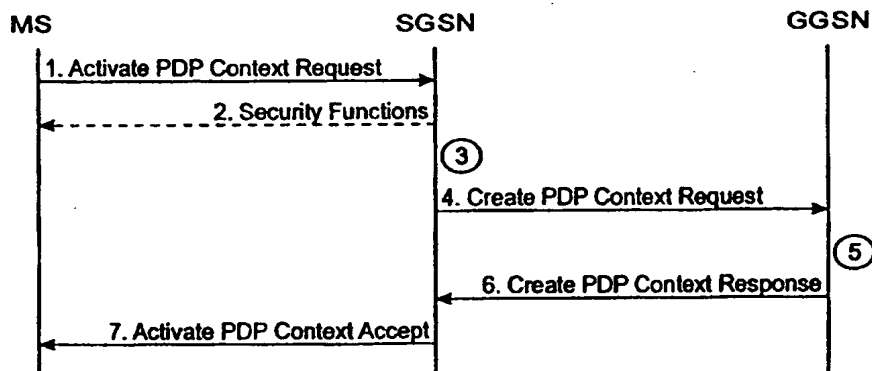 MS SGSN GGSN
1. Activate PDP Context Request
2. Security Functions
3
4. Create PDP Context Request
5
6. Create PDP Context Response
7. Activate PDP Context Accept